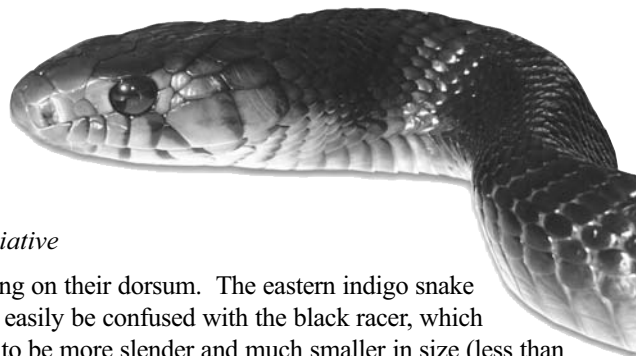 iative
ng on their dorsum. The eastern indigo snake
easily be confused with the black racer, which
to be more slender and much smaller in size (less than